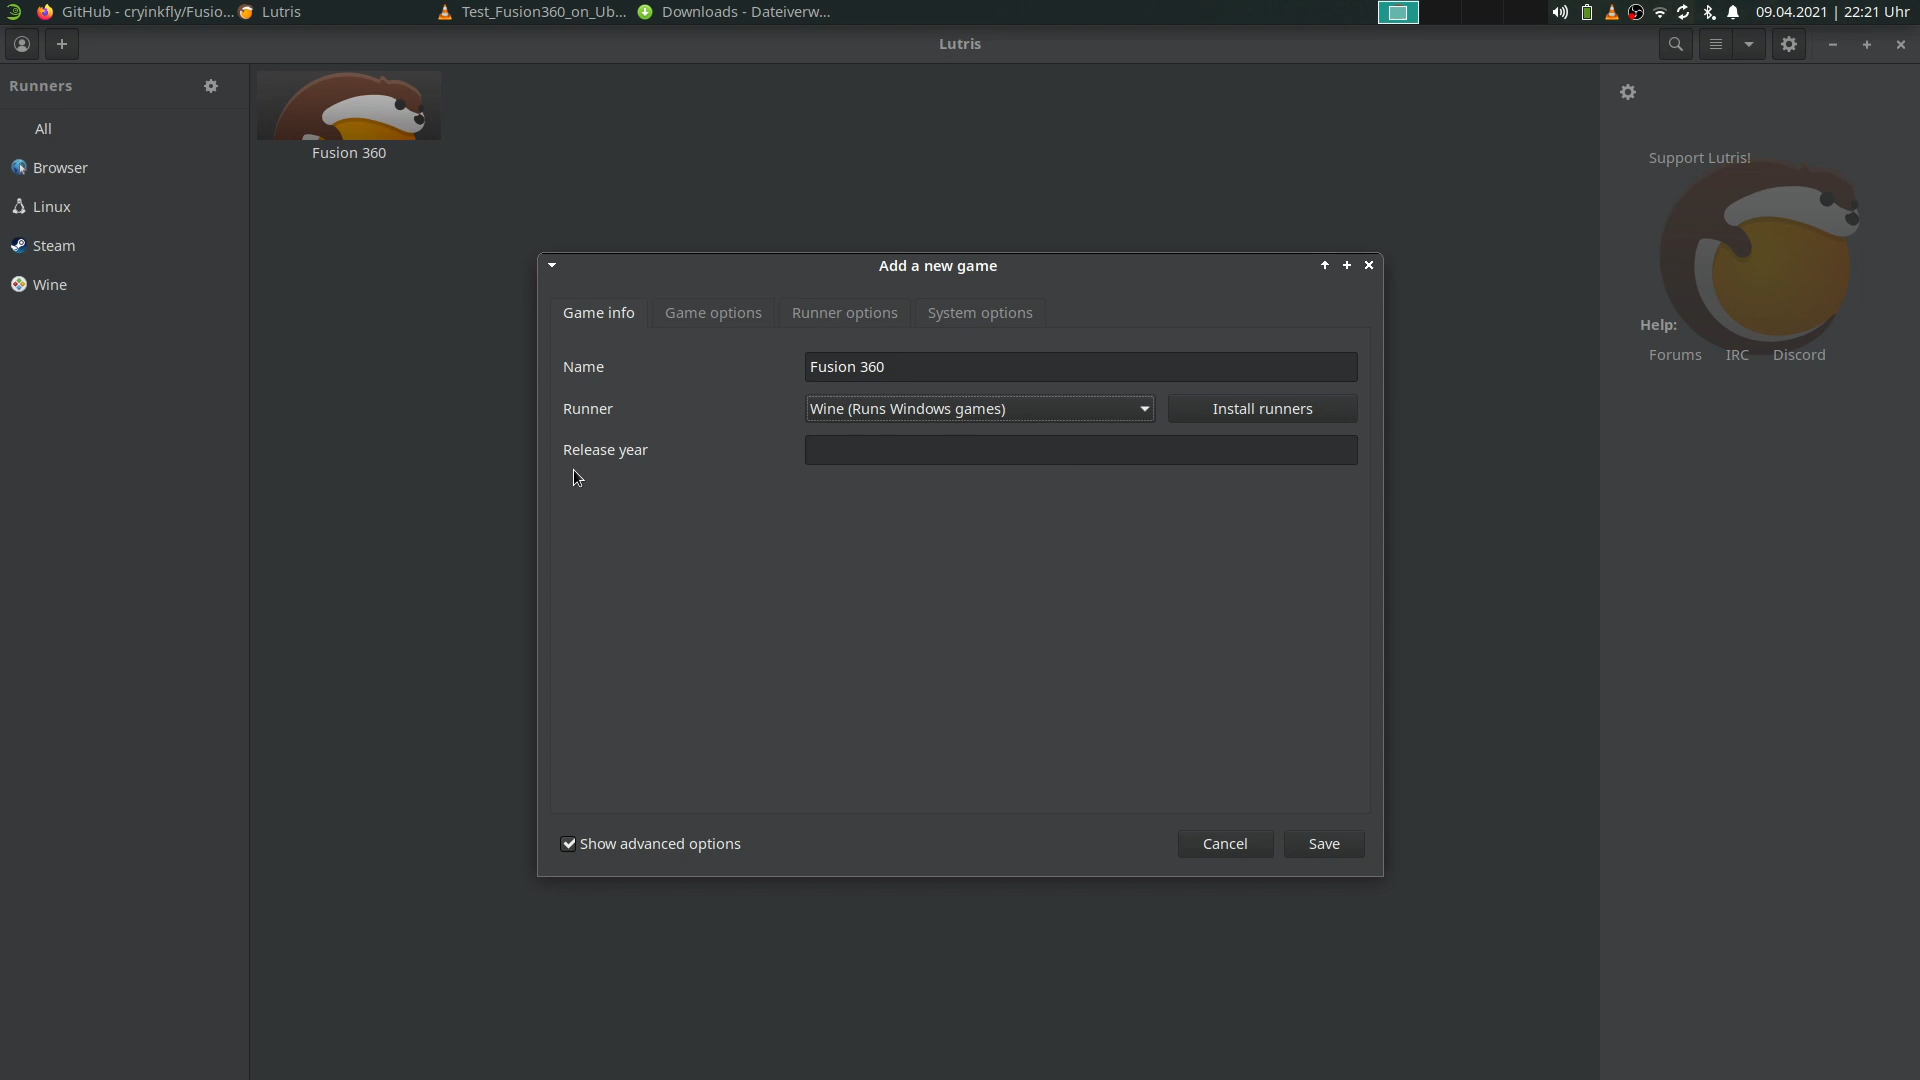 GitHub - cryinkfly/Fusio... Lutris Test_Fusion360_on_Ub... Downloads - Dateiverw... 09.04.2021 | 22:21 Uhr
Lutris
Runners
All
Browser
Linux
Steam
Wine
Fusion 360
Support Lutris!
Help:
Forums IRC Discord
Add a new game
Game info Game options Runner options System options
Name Fusion 360
Runner Wine (Runs Windows games) Install runners
Release year
Show advanced options Cancel Save